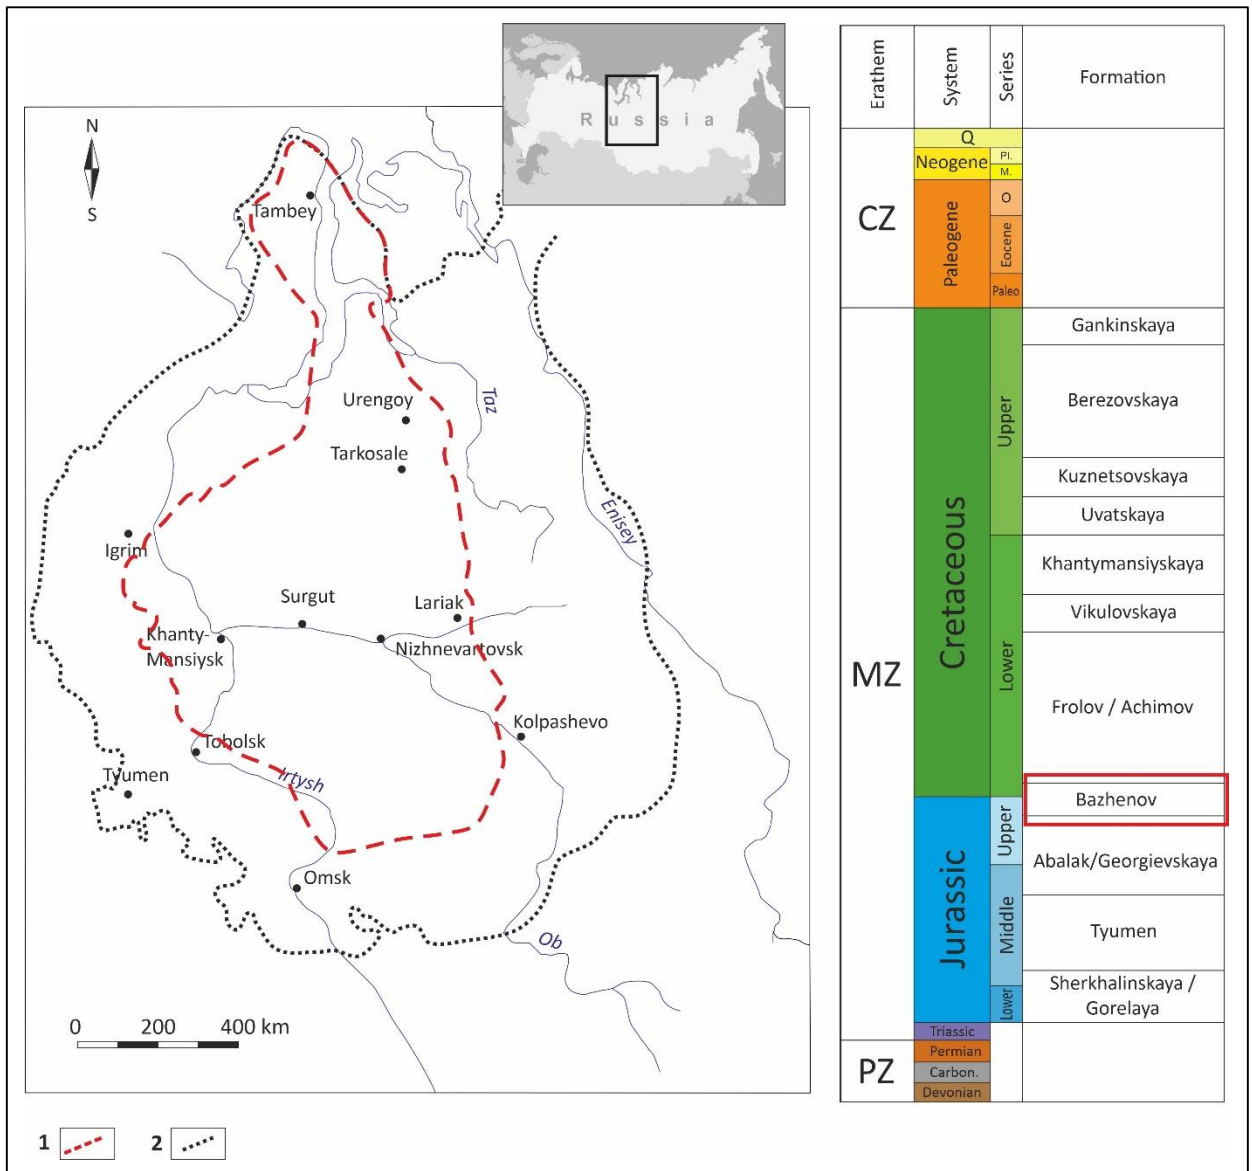 Russia
N
S
Tambey
Taz
Urengoy
Tarkosale
Enisey
Igrim
Surgut
Lariak
Khanty-
Mansiysk
Nizhnevartovsk
Kolpashevo
Tobolsk
Tyumen
Irtysh
Omsk
Ob
0 200 400 km
1 2
Erathem System Series Formation
CZ
Q
Neogene
Pl.
M.
Paleogene
O
Eocene
Paleo
MZ
Cretaceous
Upper
Gankinskaya
Berezovskaya
Kuznetsovskaya
Uvatskaya
Lower
Khantymansiyskaya
Vikulovskaya
Frolov / Achimov
Bazhenov
Jurassic
Upper
Abalak/Georgievskaya
Middle
Tyumen
Lower
Sherkhalinskaya /
Gorelaya
Triassic
PZ
Permian
Carbon.
Devonian